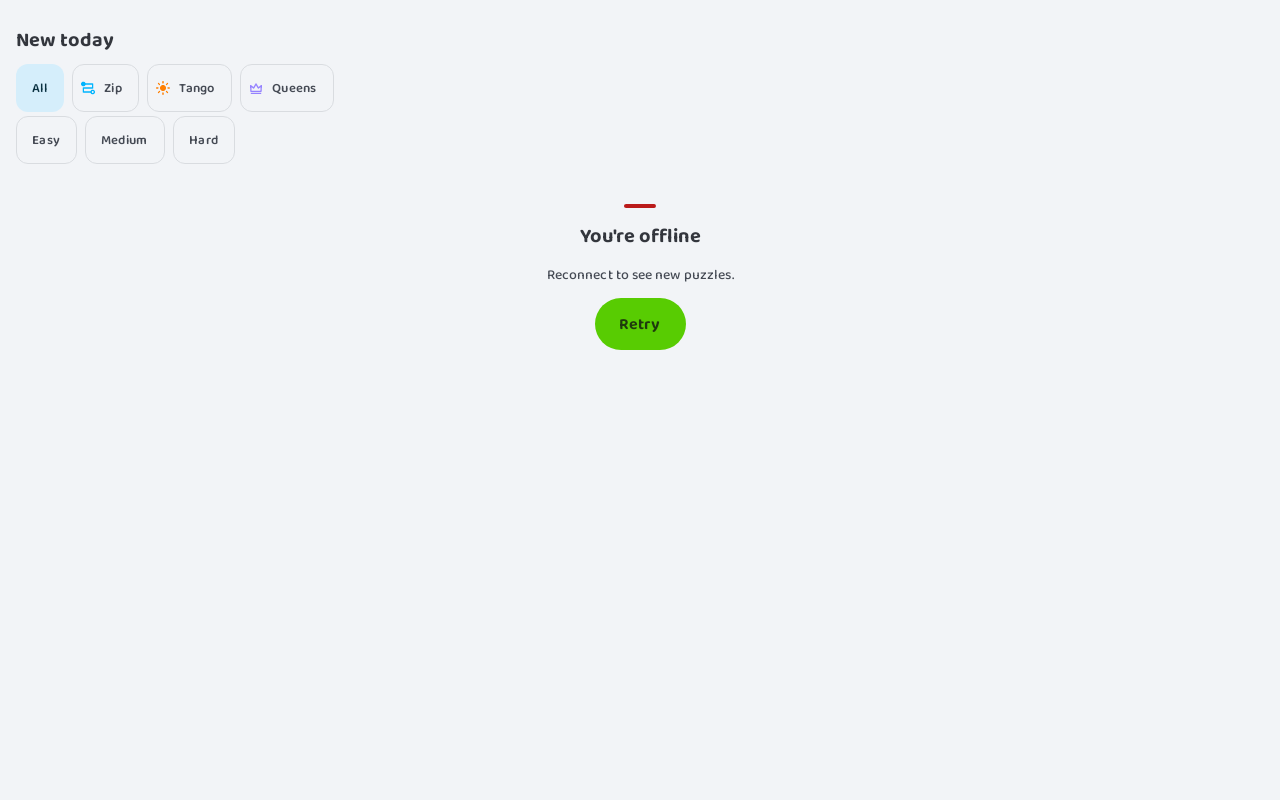 New today
All Zip Tango Queens
Easy Medium Hard
You're offline
Reconnect to see new puzzles.
Retry